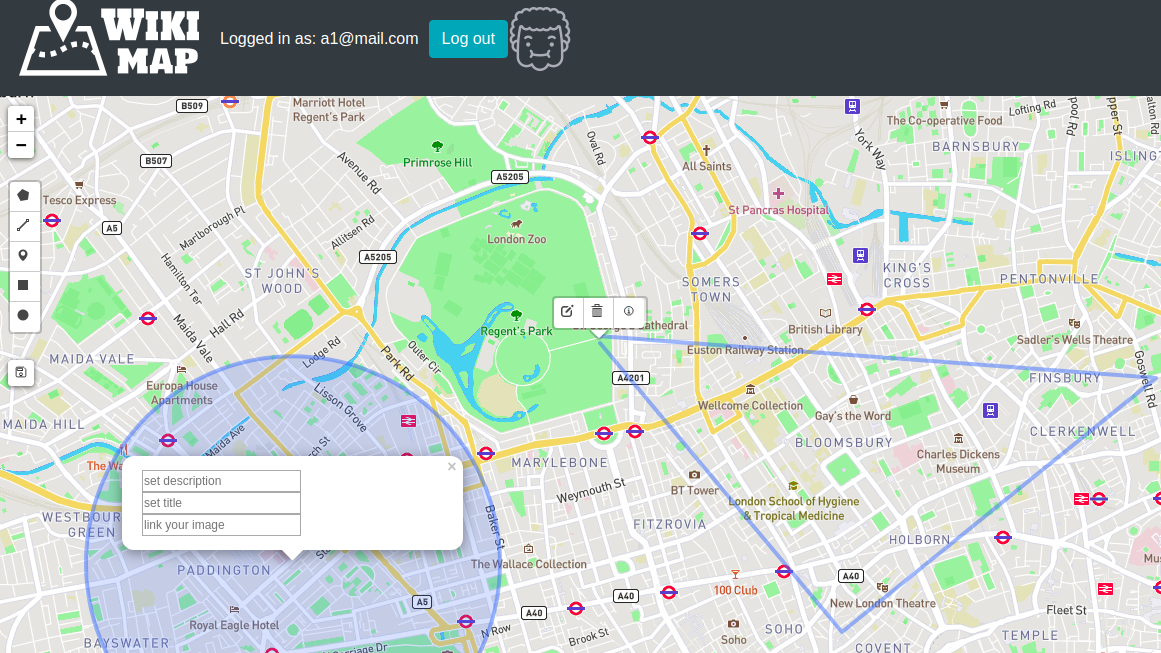 WIKI
MAP
Logged in as: a1@mail.com
Log out
B509
Marriott Hotel
Regent's Park
B507
Avenue Rd
Primrose Hill
A5205
Oval Rd
All Saints
York Way
The Co-operative Food
Lofting Rd
BARNSBURY
Tesco Express
A5
Marlborough Pl
Allitsen Rd
A5205
London Zoo
St Pancras Hospital
Hamilton Ter
ST JOHN'S
WOOD
SOMERS
TOWN
KING'S
CROSS
PENTONVILLE
Maida Vale
Hall Rd
Regent's Park
British Library
Sadler's Wells Theatre
MAIDA VALE
Lodge Rd
Park Rd
Outer Cir
Euston Railway Station
Goswell Rd
Europa House
Apartments
A4201
FINSBURY
Lisson Grove
Wellcome Collection
Gay's the Word
MAIDA HILL
Maida Ave
BLOOMSBURY
CLERKENWELL
Charles Dickens
Museum
MARYLEBONE
set description
set title
link your image
×
Weymouth St
BT Tower
London School of Hygiene
& Tropical Medicine
Baker St
FITZROVIA
GREEN
HOLBORN
PADDINGTON
The Wallace Collection
100 Club
A40
A5
A40
A40
New London Theatre
Royal Eagle Hotel
N Row
Brook St
Soho
SOHO
Fleet St
TEMPLE
BAYSWATER
COVENT